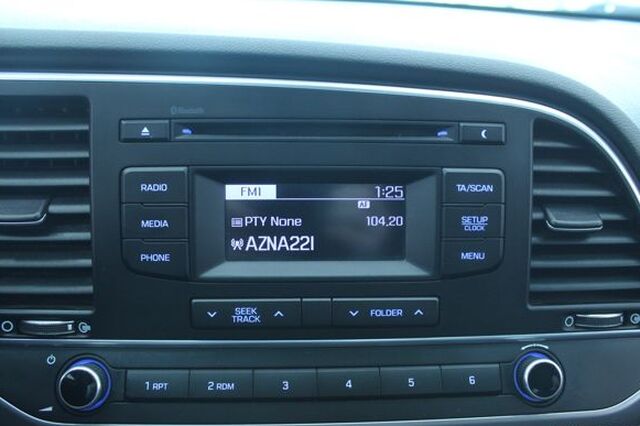 Bluetooth
RADIO
MEDIA
PHONE
FM1 1:25
AF
PTY None 104.20
AZNA221
TA/SCAN
SETUP
CLOCK
MENU
SEEK
TRACK
FOLDER
1 RPT 2 RDM 3 4 5 6